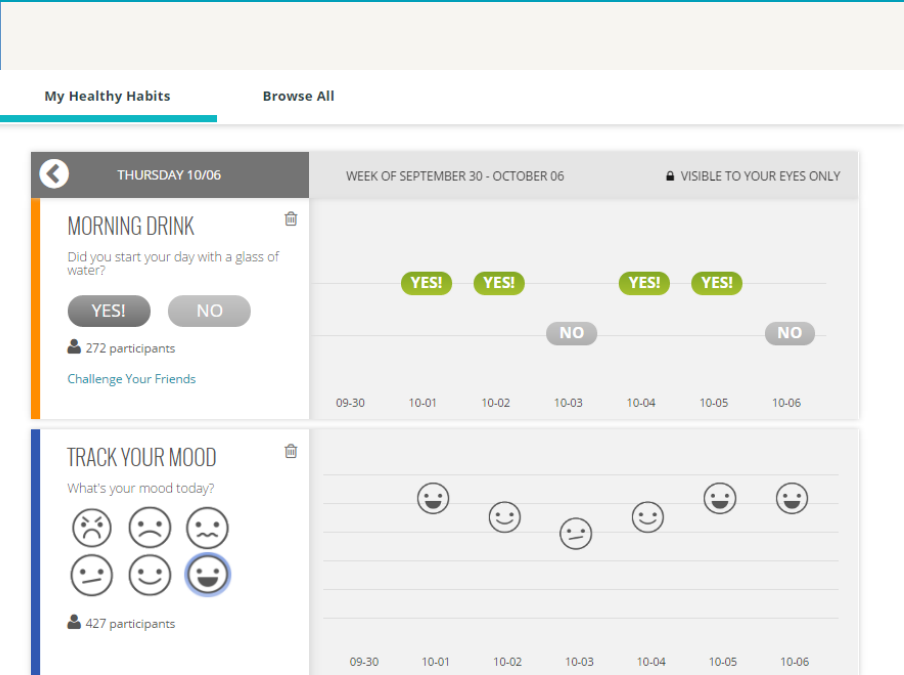 My Healthy Habits
Browse All
THURSDAY 10/06
WEEK OF SEPTEMBER 30 - OCTOBER 06
VISIBLE TO YOUR EYES ONLY
MORNING DRINK
Did you start your day with a glass of
water?
YES!
NO
272 participants
Challenge Your Friends
YES!
YES!
YES!
YES!
NO
NO
09-30
10-01
10-02
10-03
10-04
10-05
10-06
TRACK YOUR MOOD
What's your mood today?
427 participants
09-30
10-01
10-02
10-03
10-04
10-05
10-06